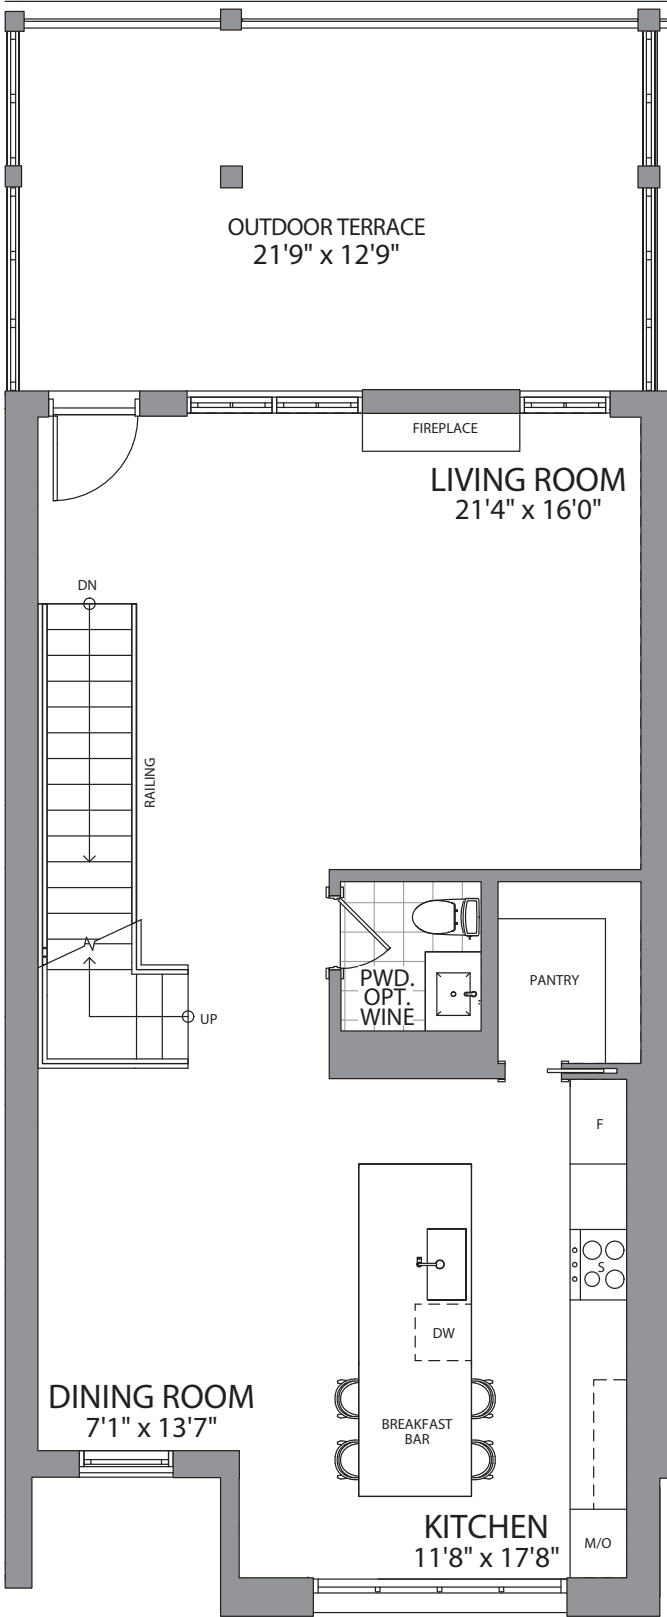 OUTDOOR TERRACE
21'9" x 12'9"
FIREPLACE
LIVING ROOM
21'4" x 16'0"
DN
RAILING
UP
PWD.
OPT.
WINE
PANTRY
F
S
DW
BREAKFAST
BAR
DINING ROOM
7'1" x 13'7"
KITCHEN
11'8" x 17'8"
M/O